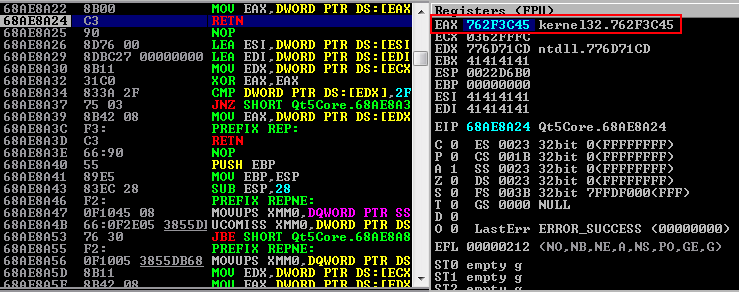 68AE8A22 8B00 MOV EAX,DWORD PTR DS:[EAX]
68AE8A24 C3 RETN
68AE8A25 90 NOP
68AE8A26 8D76 00 LEA ESI,DWORD PTR DS:[ESI
68AE8A29 8DBC27 00000000 LEA EDI,DWORD PTR DS:[EDI
68AE8A30 8B11 MOV EDX,DWORD PTR DS:[ECX
68AE8A32 31C0 XOR EAX,EAX
68AE8A34 833A 2F CMP DWORD PTR DS:[EDX],2F
68AE8A37 75 03 JNZ SHORT Qt5Core.68AE8A3
68AE8A39 8B42 08 MOV EAX,DWORD PTR DS:[EDX
68AE8A3C F3: PREFIX REP:
68AE8A3D C3 RETN
68AE8A3E 66:90 NOP
68AE8A40 55 PUSH EBP
68AE8A41 89E5 MOV EBP,ESP
68AE8A43 83EC 28 SUB ESP,28
68AE8A46 F2: PREFIX REPNE:
68AE8A47 0F1045 08 MOVUPS XMM0,DQWORD PTR SS
68AE8A4B 66:0F2E05 3855D UCOMISS XMM0,DWORD PTR DS
68AE8A53 76 30 JBE SHORT Qt5Core.68AE8A8
68AE8A55 F2: PREFIX REPNE:
68AE8A56 0F1005 3855DB68 MOVUPS XMM0,DQWORD PTR DS
68AE8A5D 8B11 MOV EDX,DWORD PTR DS:[ECX
68AE8A5F 8B42 08 MOV EAX,DWORD PTR DS:[EDX
Registers (FPU)
EAX 762F3C45 kernel32.762F3C45
ECX 0362FFFC
EDX 776D71CD ntdll.776D71CD
EBX 41414141
ESP 0022D6B0
EBP 00000000
ESI 41414141
EDI 41414141
EIP 68AE8A24 Qt5Core.68AE8A24
C 0 ES 0023 32bit 0(FFFFFFFF)
P 0 CS 001B 32bit 0(FFFFFFFF)
A 1 SS 0023 32bit 0(FFFFFFFF)
Z 0 DS 0023 32bit 0(FFFFFFFF)
S 0 FS 003B 32bit 7FFDF000(FFF)
T 0 GS 0000 NULL
D 0
O 0 LastErr ERROR_SUCCESS (00000000)
EFL 00000212 (NO,NB,NE,A,NS,PO,GE,G)
ST0 empty g
ST1 empty g
ST2 empty g